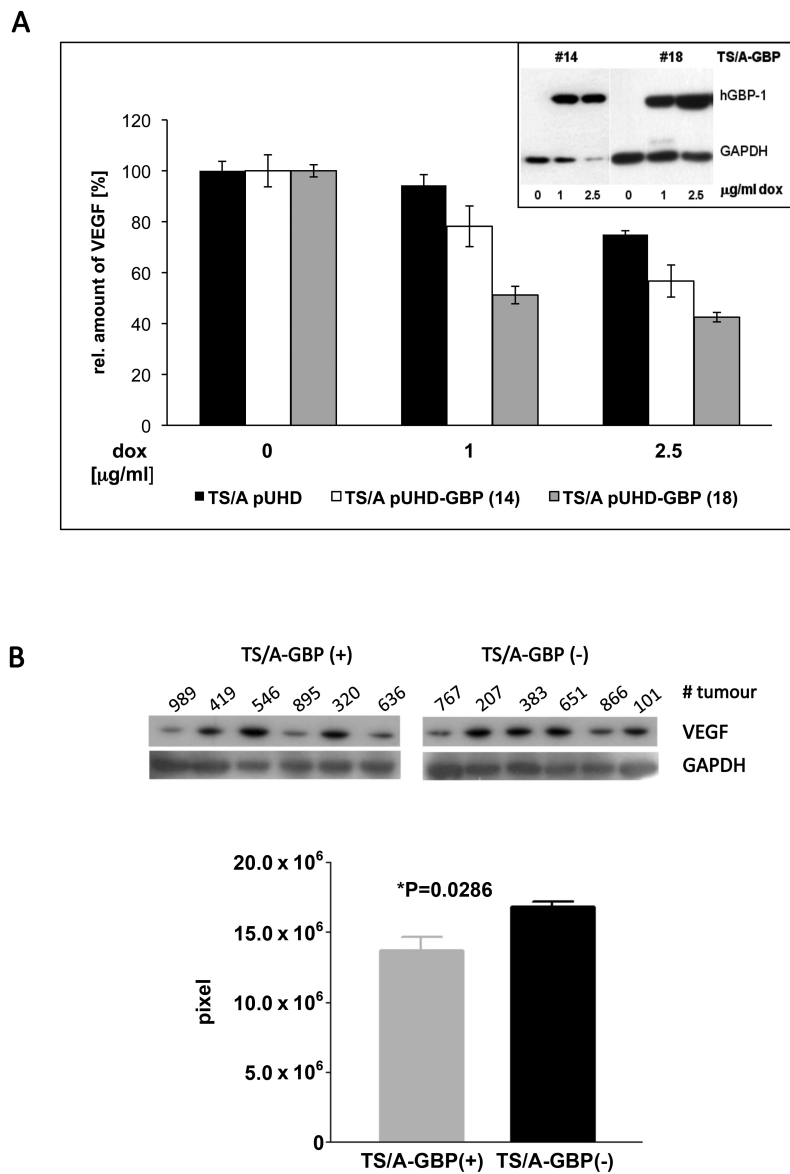 A
#14 #18 TS/A-GBP
hGBP-1
GAPDH
0 1 2.5 0 1 2.5 µg/ml dox
rel. amount of VEGF [%]
120
100
80
60
40
20
0
dox [µg/ml]
0 1 2.5
TS/A pUHD TS/A pUHD-GBP (14) TS/A pUHD-GBP (18)
B
TS/A-GBP (+) TS/A-GBP (-)
989 419 546 895 320 636 767 207 383 651 866 101 # tumour
VEGF
GAPDH
pixel
20.0 x 10⁶
15.0 x 10⁶
10.0 x 10⁶
5.0 x 10⁶
0
*P=0.0286
TS/A-GBP(+) TS/A-GBP(-)